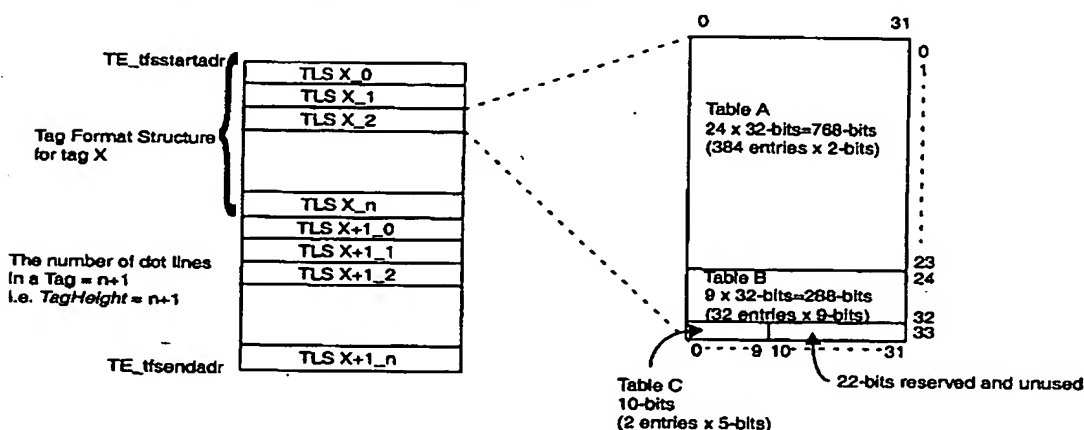 TE_tfsstartadr
TLS X_0
TLS X_1
TLS X_2
Tag Format Structure
for tag X
TLS X_n
TLS X+1_0
TLS X+1_1
TLS X+1_2
The number of dot lines
in a Tag = n+1
i.e. TagHeight = n+1
TE_tfsendadr
TLS X+1_n
0 31
0
1
Table A
24 x 32-bits=768-bits
(384 entries x 2-bits)
23
24
Table B
9 x 32-bits=288-bits
(32 entries x 9-bits)
32
33
0 9 10 31
Table C
10-bits
(2 entries x 5-bits)
22-bits reserved and unused